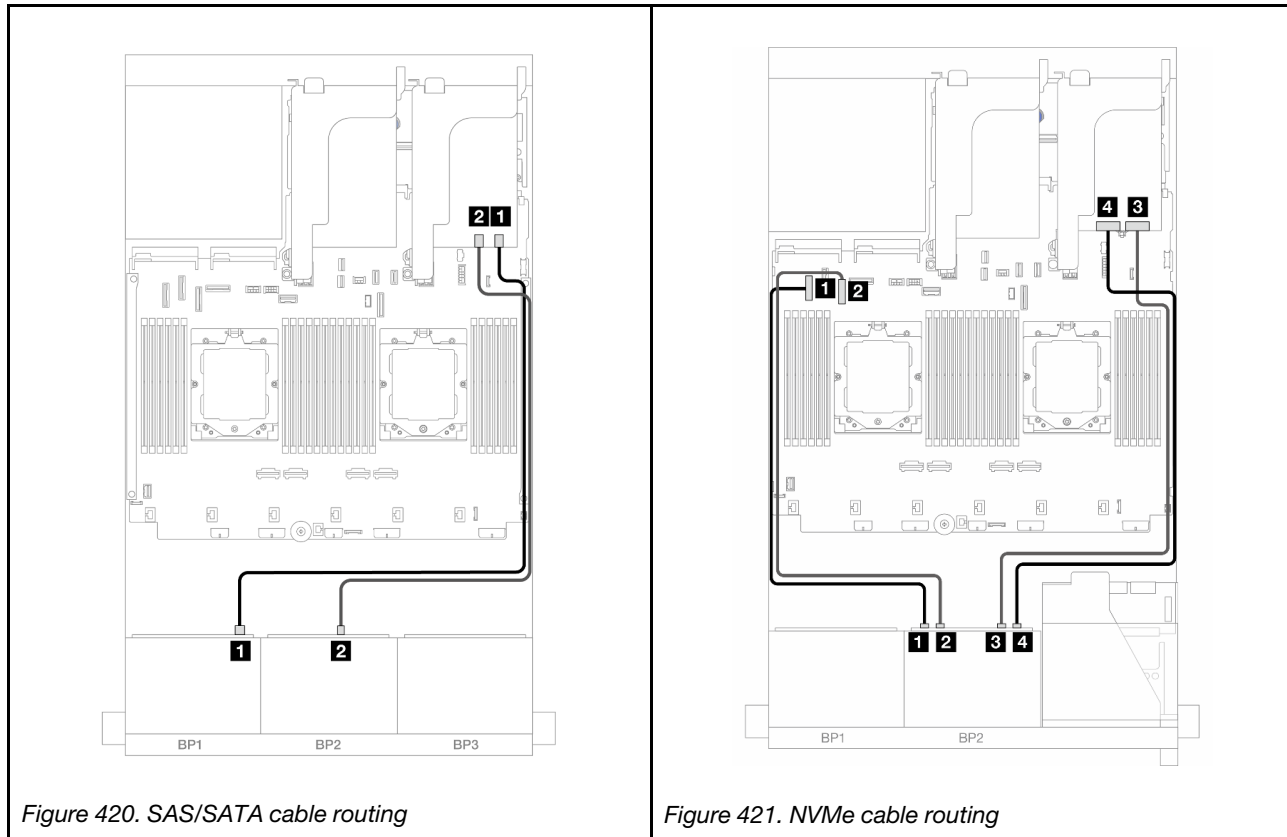 2 1
1
2
BP1 BP2 BP3
Figure 420. SAS/SATA cable routing
4 3
1 2
1 2 3 4
BP1 BP2
Figure 421. NVMe cable routing